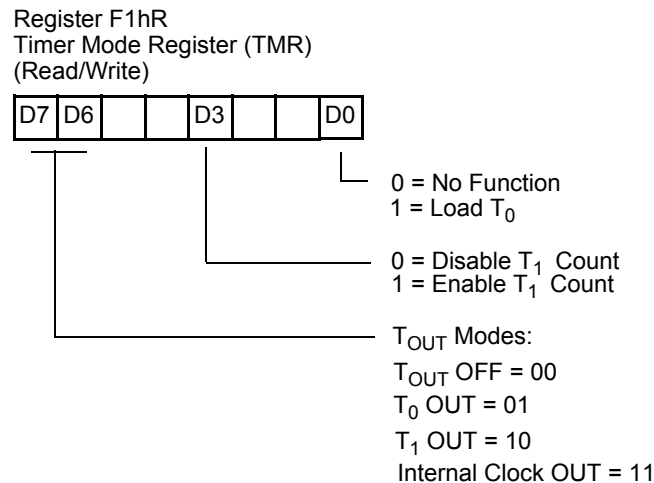 Register F1hR
Timer Mode Register (TMR)
(Read/Write)
D7 D6 D3 D0
0 = No Function
1 = Load T0
0 = Disable T1 Count
1 = Enable T1 Count
TOUT Modes:
TOUT OFF = 00
T0 OUT = 01
T1 OUT = 10
Internal Clock OUT = 11